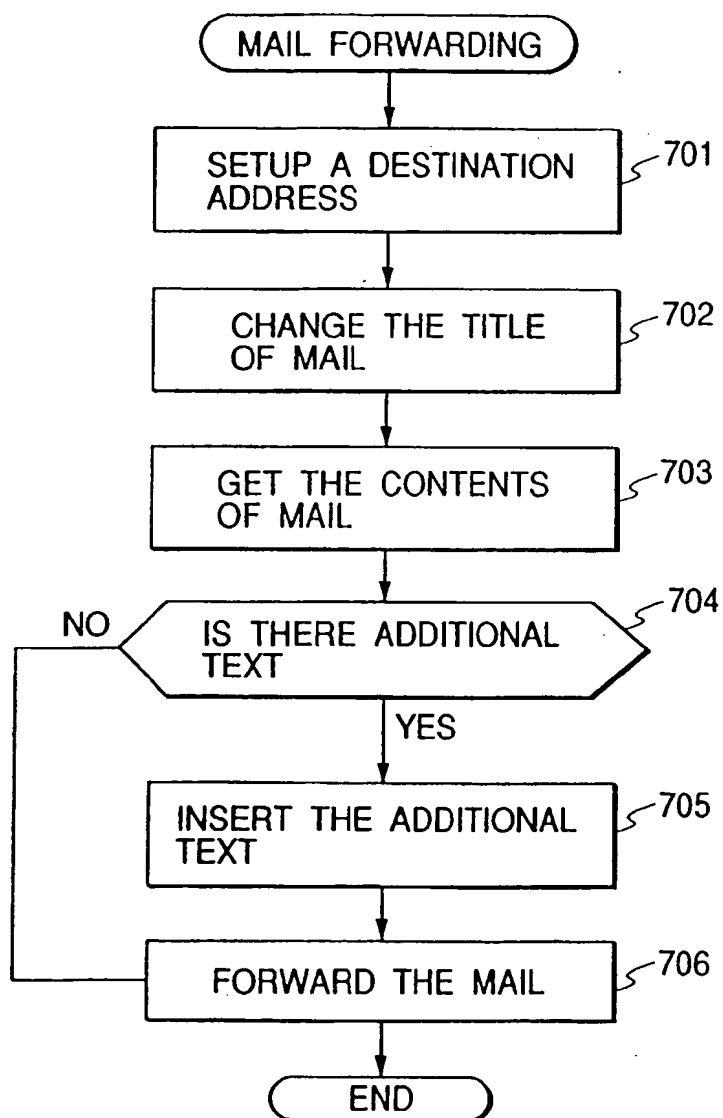 MAIL FORWARDING
SETUP A DESTINATION
ADDRESS
701
CHANGE THE TITLE
OF MAIL
702
GET THE CONTENTS
OF MAIL
703
IS THERE ADDITIONAL
TEXT
704
NO
YES
INSERT THE ADDITIONAL
TEXT
705
FORWARD THE MAIL
706
END